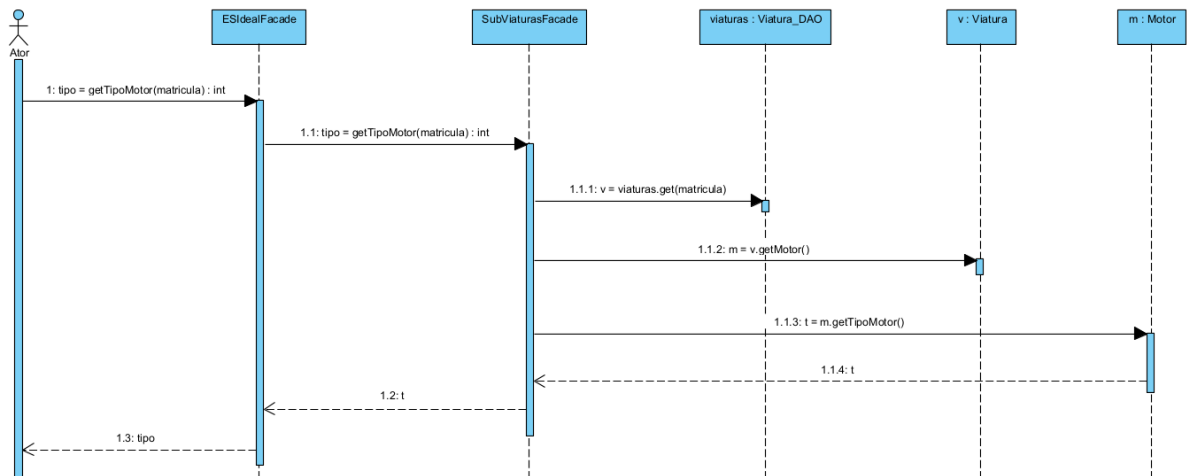 ESIdealFacade
SubViaturasFacade
viaturas : Viatura_DAO
v : Viatura
m : Motor
Ator
1: tipo = getTipoMotor(matricula) : int
1.1: tipo = getTipoMotor(matricula) : int
1.1.1: v = viaturas.get(matricula)
1.1.2: m = v.getMotor()
1.1.3: t = m.getTipoMotor()
1.1.4: t
1.2: t
1.3: tipo